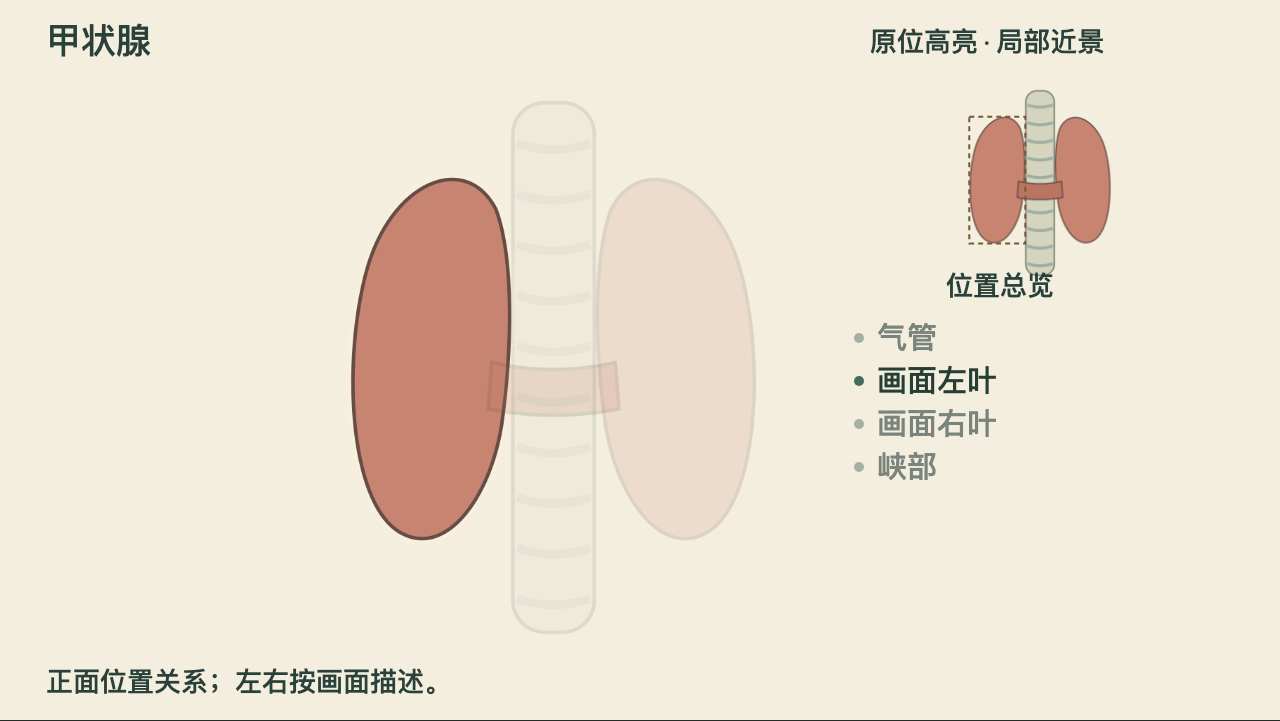 甲状腺
原位高亮 · 局部近景
位置总览
气管
画面左叶
画面右叶
峡部
正面位置关系；左右按画面描述。